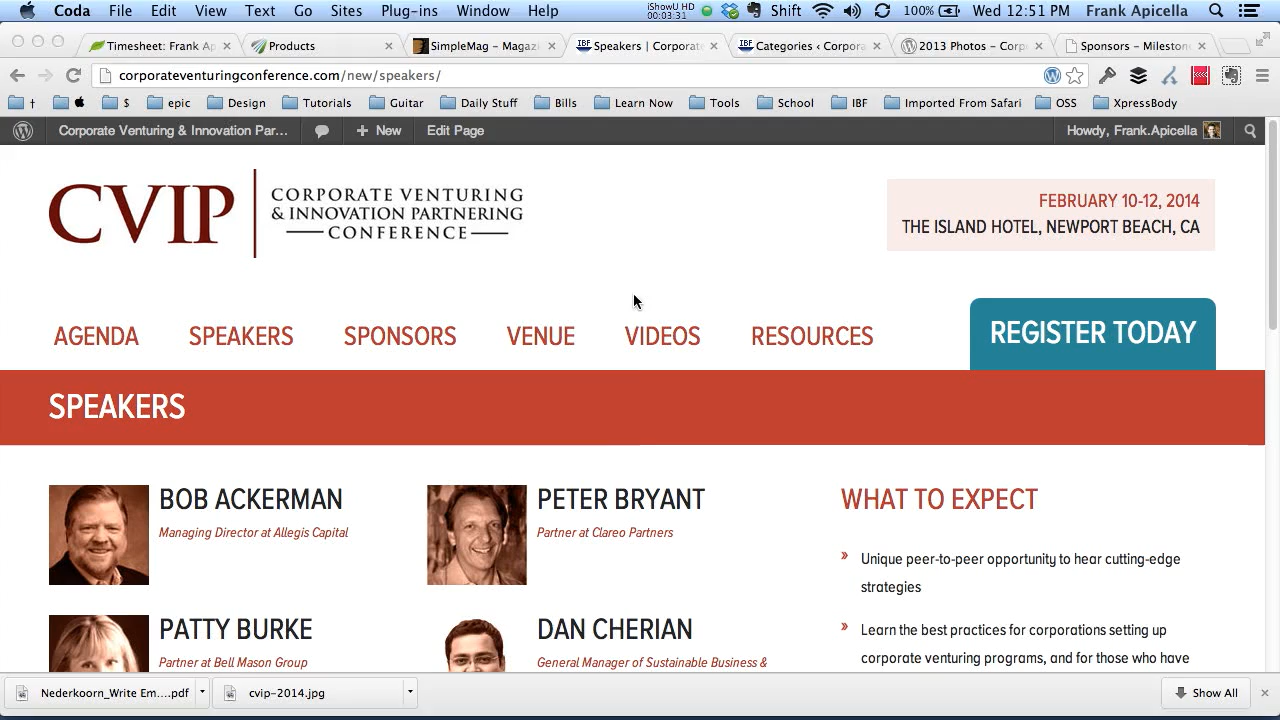 Coda File Edit View Text Go Sites Plug-ins Window Help iShowU HD 00:03:31 Shift 100% Wed 12:51 PM Frank Apicella
Timesheet: Frank Ap × Products × SimpleMag – Magazi × Speakers | Corporat × Categories ‹ Corpo × 2013 Photos – Corp × Sponsors – Mileston ×
corporateventuringconference.com/new/speakers/
† $ epic Design Tutorials Guitar Daily Stuff Bills Learn Now Tools School IBF Imported From Safari OSS XpressBody
Corporate Venturing & Innovation Par... + New Edit Page Howdy, Frank.Apicella
CVIP
CORPORATE VENTURING
& INNOVATION PARTNERING
CONFERENCE
FEBRUARY 10-12, 2014
THE ISLAND HOTEL, NEWPORT BEACH, CA
AGENDA SPEAKERS SPONSORS VENUE VIDEOS RESOURCES REGISTER TODAY
SPEAKERS
BOB ACKERMAN
Managing Director at Allegis Capital
PETER BRYANT
Partner at Clareo Partners
PATTY BURKE
Partner at Bell Mason Group
DAN CHERIAN
General Manager of Sustainable Business &
WHAT TO EXPECT
» Unique peer-to-peer opportunity to hear cutting-edge
strategies
» Learn the best practices for corporations setting up
corporate venturing programs, and for those who have
Nederkoorn_Write Em....pdf cvip-2014.jpg Show All ×